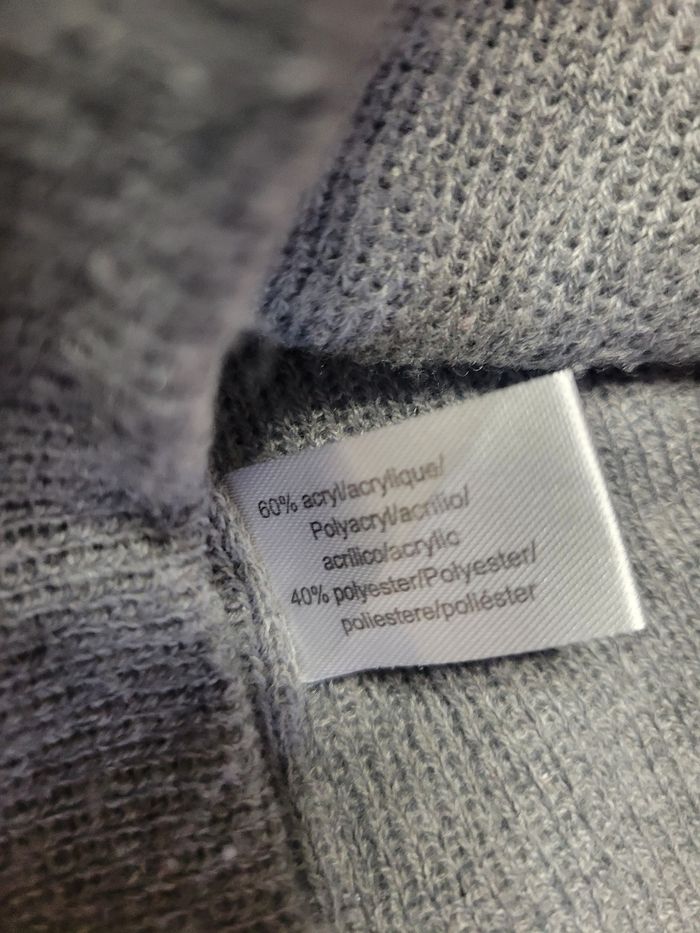 60% acryl/acrylique/
Polyacryl/acrilio/
acrilico/acrylic
40% polyester/Polyester/
poliestere/poliéster